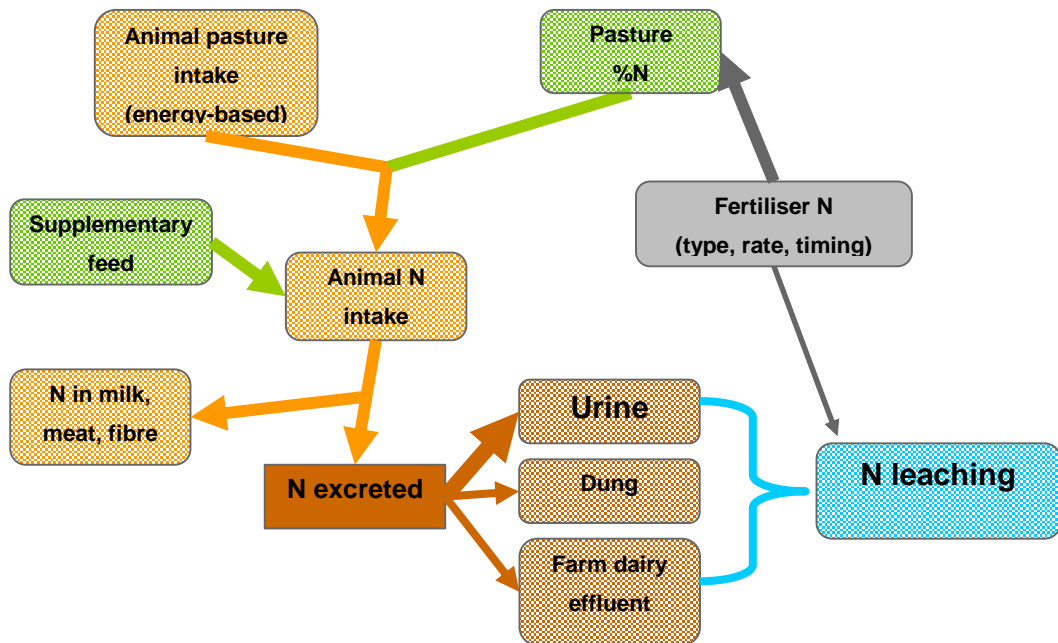 Animal pasture
intake
(energy-based)
Pasture
%N
Supplementary
feed
Fertiliser N
(type, rate, timing)
Animal N
intake
N in milk,
meat, fibre
N excreted
Urine
Dung
Farm dairy
effluent
N leaching